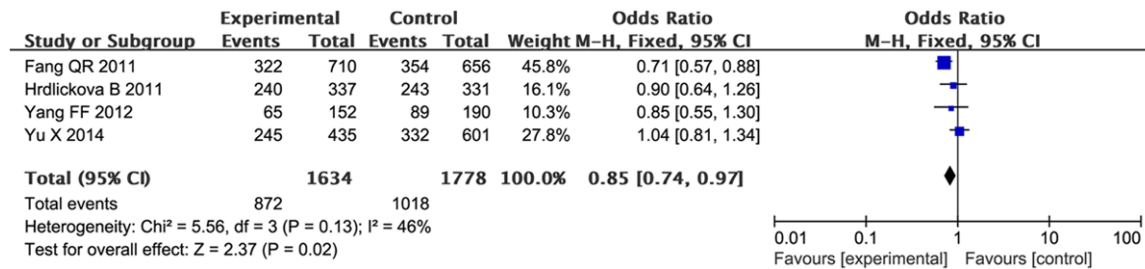 Experimental Control Odds Ratio Odds Ratio
Study or Subgroup Events Total Events Total Weight M-H, Fixed, 95% CI M-H, Fixed, 95% CI
Fang QR 2011 322 710 354 656 45.8% 0.71 [0.57, 0.88]
Hrdlickova B 2011 240 337 243 331 16.1% 0.90 [0.64, 1.26]
Yang FF 2012 65 152 89 190 10.3% 0.85 [0.55, 1.30]
Yu X 2014 245 435 332 601 27.8% 1.04 [0.81, 1.34]
Total (95% CI) 1634 1778 100.0% 0.85 [0.74, 0.97]
Total events 872 1018
Heterogeneity: Chi² = 5.56, df = 3 (P = 0.13); I² = 46%
Test for overall effect: Z = 2.37 (P = 0.02)
0.01 0.1 1 10 100
Favours [experimental] Favours [control]